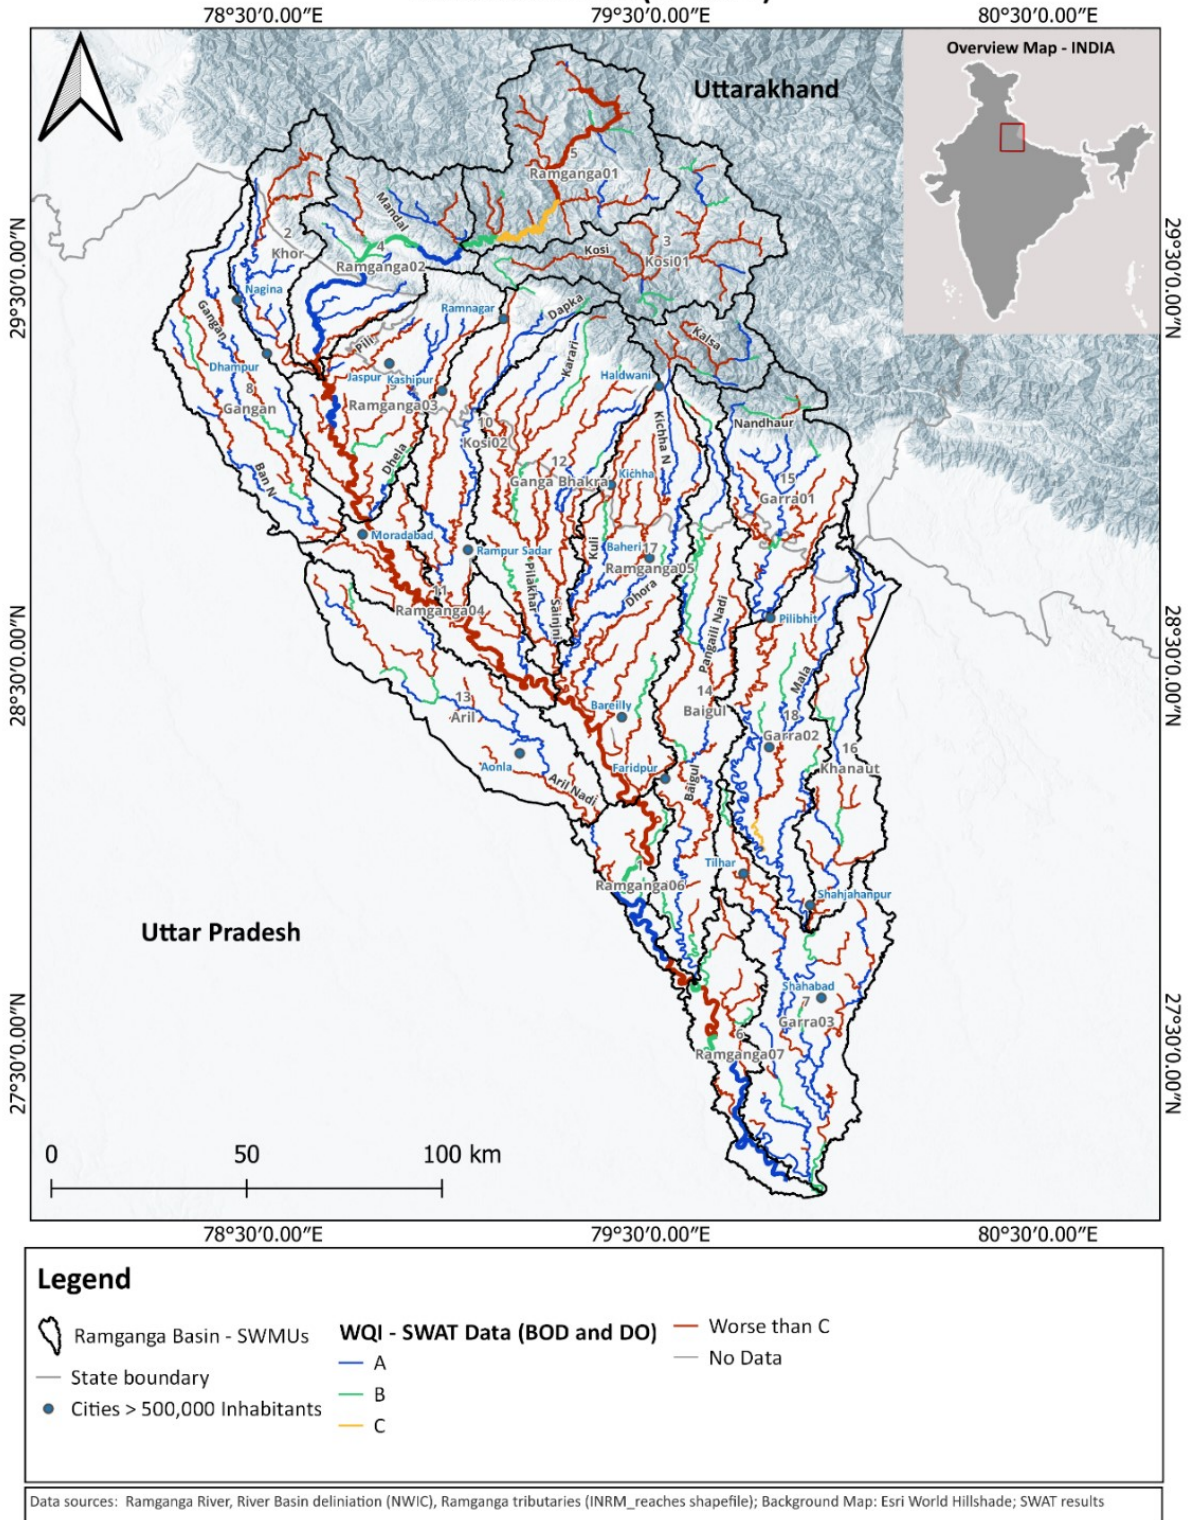 78°30′0.00″E
79°30′0.00″E
80°30′0.00″E
Overview Map - INDIA
Uttarakhand
5
Ramganga01
Mandal
2
Khor
4
Ramganga02
Kosi
3
Kosi01
29°30′0.00″N
29°30′0.00″N
Nagina
Ramnagar
Dapka
Gangan
Pili
Kaisa
Karari
Dhampur
Jaspur
Kashipur
Haldwani
8
Gangan
9
Ramganga03
10
Kosi02
Kichha N
Nandhaur
Dhela
Ban N
12
Ganga Bhakra
Kichha
15
Garra01
Moradabad
Rampur Sadar
Kuli
Baheri
17
Ramganga05
Pilakhar
Sainjni
Dhora
11
Ramganga04
Pangaili Nadi
Pilibhit
28°30′0.00″N
28°30′0.00″N
13
Aril
Bareilly
14
Baigul
Mala
18
Garra02
16
Khanaut
Aonla
Aril Nadi
Faridpur
Baigul
1
Ramganga06
Tilhar
Shahjahanpur
Uttar Pradesh
Shahabad
7
Garra03
6
Ramganga07
27°30′0.00″N
27°30′0.00″N
0 50 100 km
78°30′0.00″E
79°30′0.00″E
80°30′0.00″E
Legend
Ramganga Basin - SWMUs
State boundary
Cities > 500,000 Inhabitants
WQI - SWAT Data (BOD and DO)
A
B
C
Worse than C
No Data
Data sources: Ramganga River, River Basin deliniation (NWIC), Ramganga tributaries (INRM_reaches shapefile); Background Map: Esri World Hillshade; SWAT results